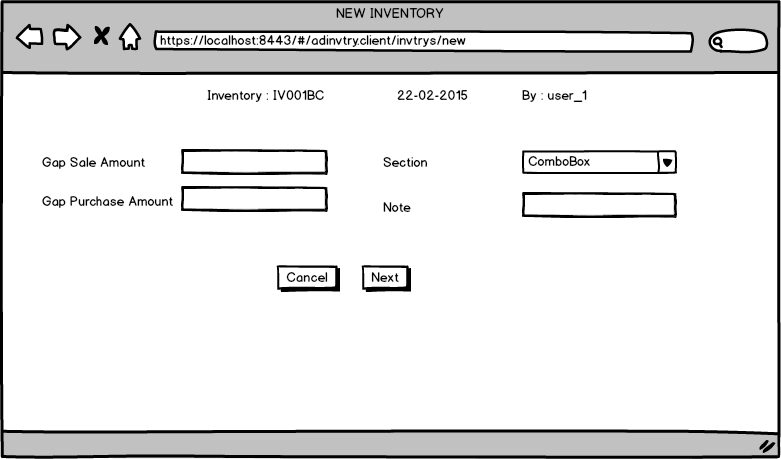 NEW INVENTORY
https://localhost:8443/#/adinvtry.client/invtrys/new
Inventory : IV001BC 22-02-2015 By : user_1
Gap Sale Amount Section ComboBox
Gap Purchase Amount Note
Cancel Next